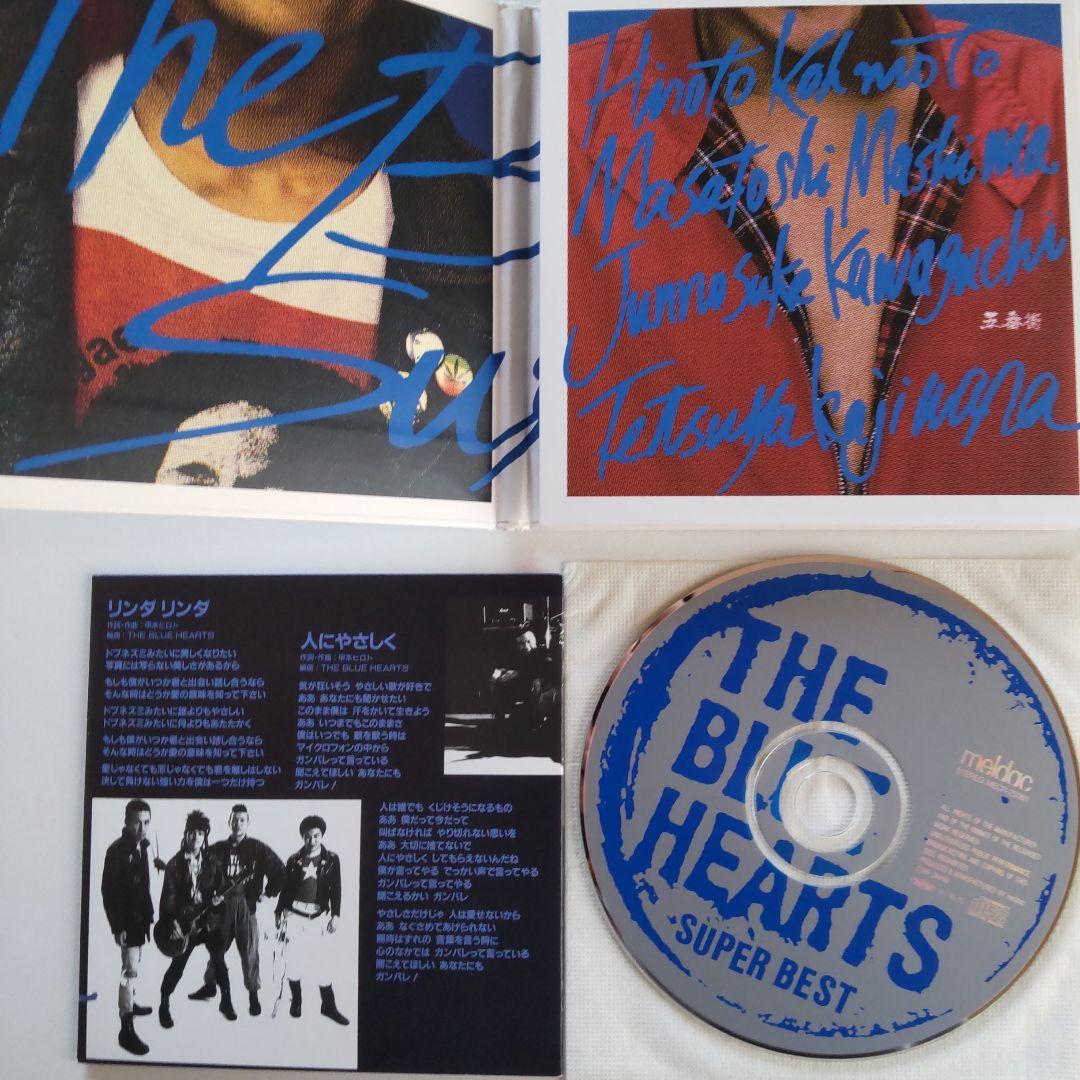 The
Su
Hiroto Kohmoto
Masatoshi Mashima
Junnosuke Kawaguchi
五番街
Tetsuya Kajiwara
リンダ リンダ
作詞・作曲：甲本ヒロト
編曲：THE BLUE HEARTS
ドブネズミみたいに美しくなりたい
写真には写らない美しさがあるから
もしも僕がいつか君と出会い話し合うなら
そんな時はどうか愛の意味を知って下さい
ドブネズミみたいに誰よりもやさしい
ドブネズミみたいに何よりもあたたかく
もしも僕がいつか君と出会い話し合うなら
そんな時はどうか愛の意味を知って下さい
愛じゃなくても恋じゃなくても君を離しはしない
決して負けない強い力を僕は一つだけ持つ
人にやさしく
作詞・作曲：甲本ヒロト
編曲：THE BLUE HEARTS
気が狂いそう やさしい歌が好きで
ああ あなたにも聞かせたい
このまま僕は 汗をかいて生きよう
ああ いつまでもこのままさ
僕はいつでも 歌を歌う時は
マイクロフォンの中から
ガンバレって言っている
聞こえてほしい あなたにも
ガンバレ！
人は誰でも くじけそうになるもの
ああ 僕だって今だって
叫ばなければ やり切れない思いを
ああ 大切に捨てないで
人にやさしく してもらえないんだね
僕が言ってやる でっかい声で言ってやる
ガンバレって言ってやる
聞こえるかい ガンバレ
やさしさだけじゃ 人は愛せないから
ああ なぐさめてあげられない
期待はずれの 言葉を言う時に
心のなかでは ガンバレって言っている
聞こえてほしい あなたにも
ガンバレ！
THE
BLUE
HEARTS
SUPER BEST
meldac
STEREO